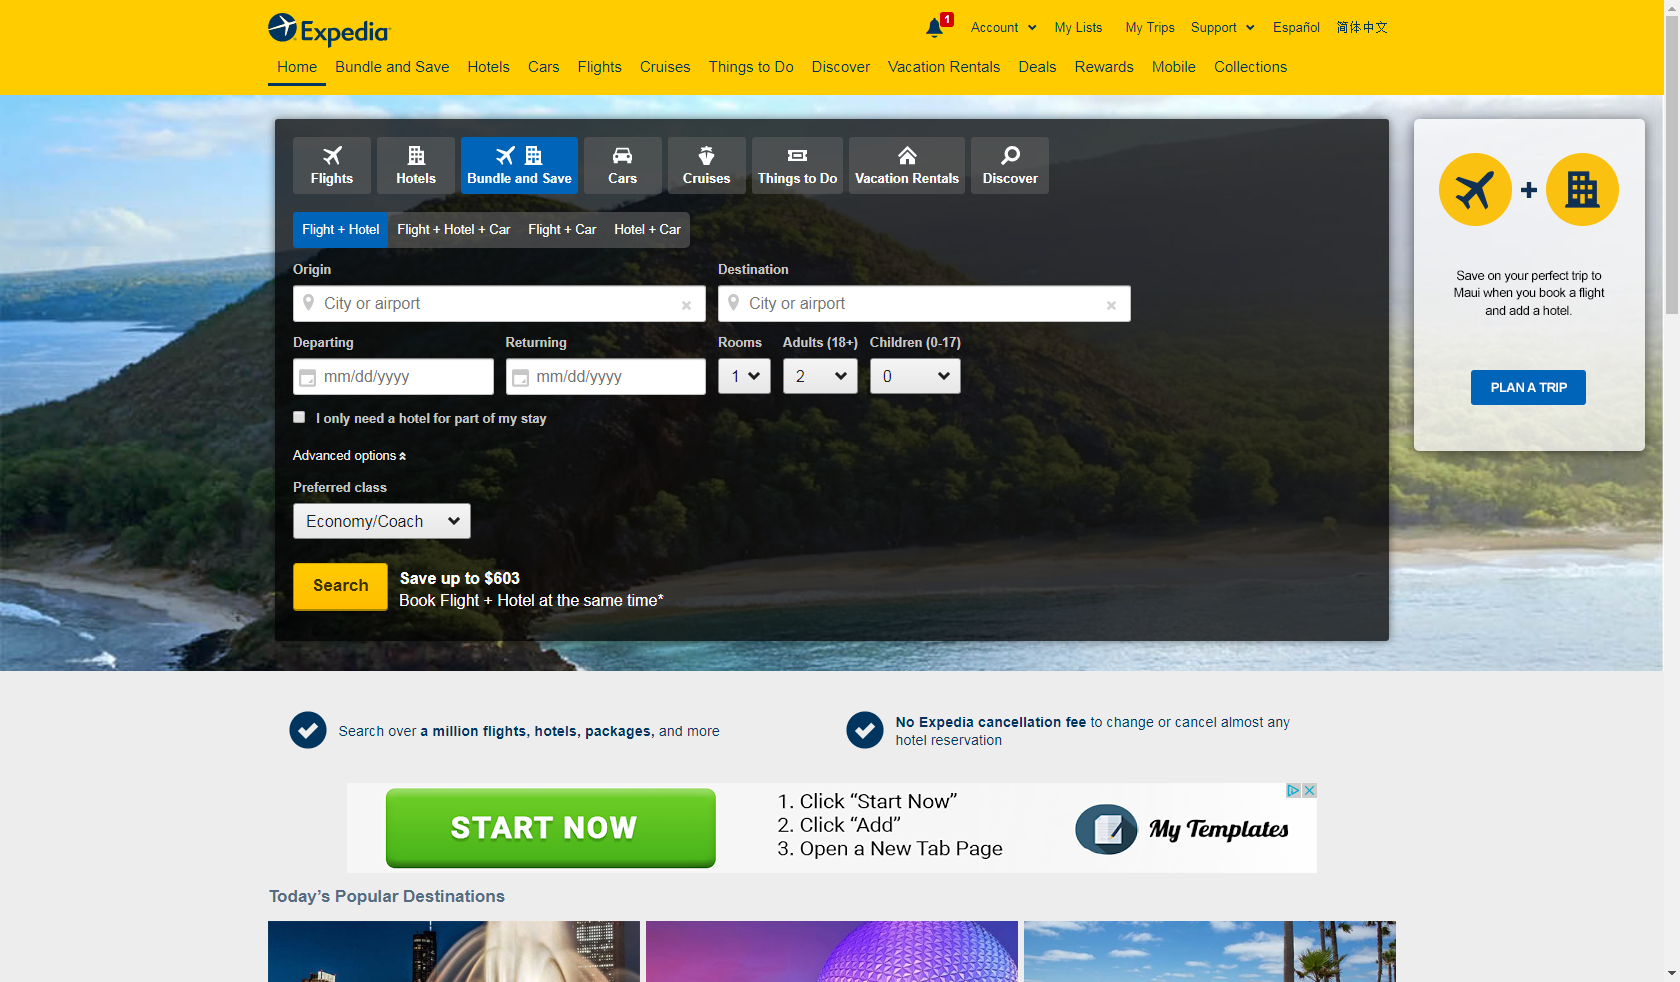 Expedia
1
Account
My Lists
My Trips
Support
Español
简体中文
Home
Bundle and Save
Hotels
Cars
Flights
Cruises
Things to Do
Discover
Vacation Rentals
Deals
Rewards
Mobile
Collections
Flights
Hotels
Bundle and Save
Cars
Cruises
Things to Do
Vacation Rentals
Discover
Flight + Hotel
Flight + Hotel + Car
Flight + Car
Hotel + Car
Origin
Destination
City or airport
City or airport
Departing
Returning
Rooms
Adults (18+)
Children (0-17)
mm/dd/yyyy
mm/dd/yyyy
1
2
0
I only need a hotel for part of my stay
Advanced options
Preferred class
Economy/Coach
Search
Save up to $603
Book Flight + Hotel at the same time*
Save on your perfect trip to
Maui when you book a flight
and add a hotel.
PLAN A TRIP
Search over a million flights, hotels, packages, and more
No Expedia cancellation fee to change or cancel almost any
hotel reservation
START NOW
1. Click “Start Now”
2. Click “Add”
3. Open a New Tab Page
My Templates
Today’s Popular Destinations